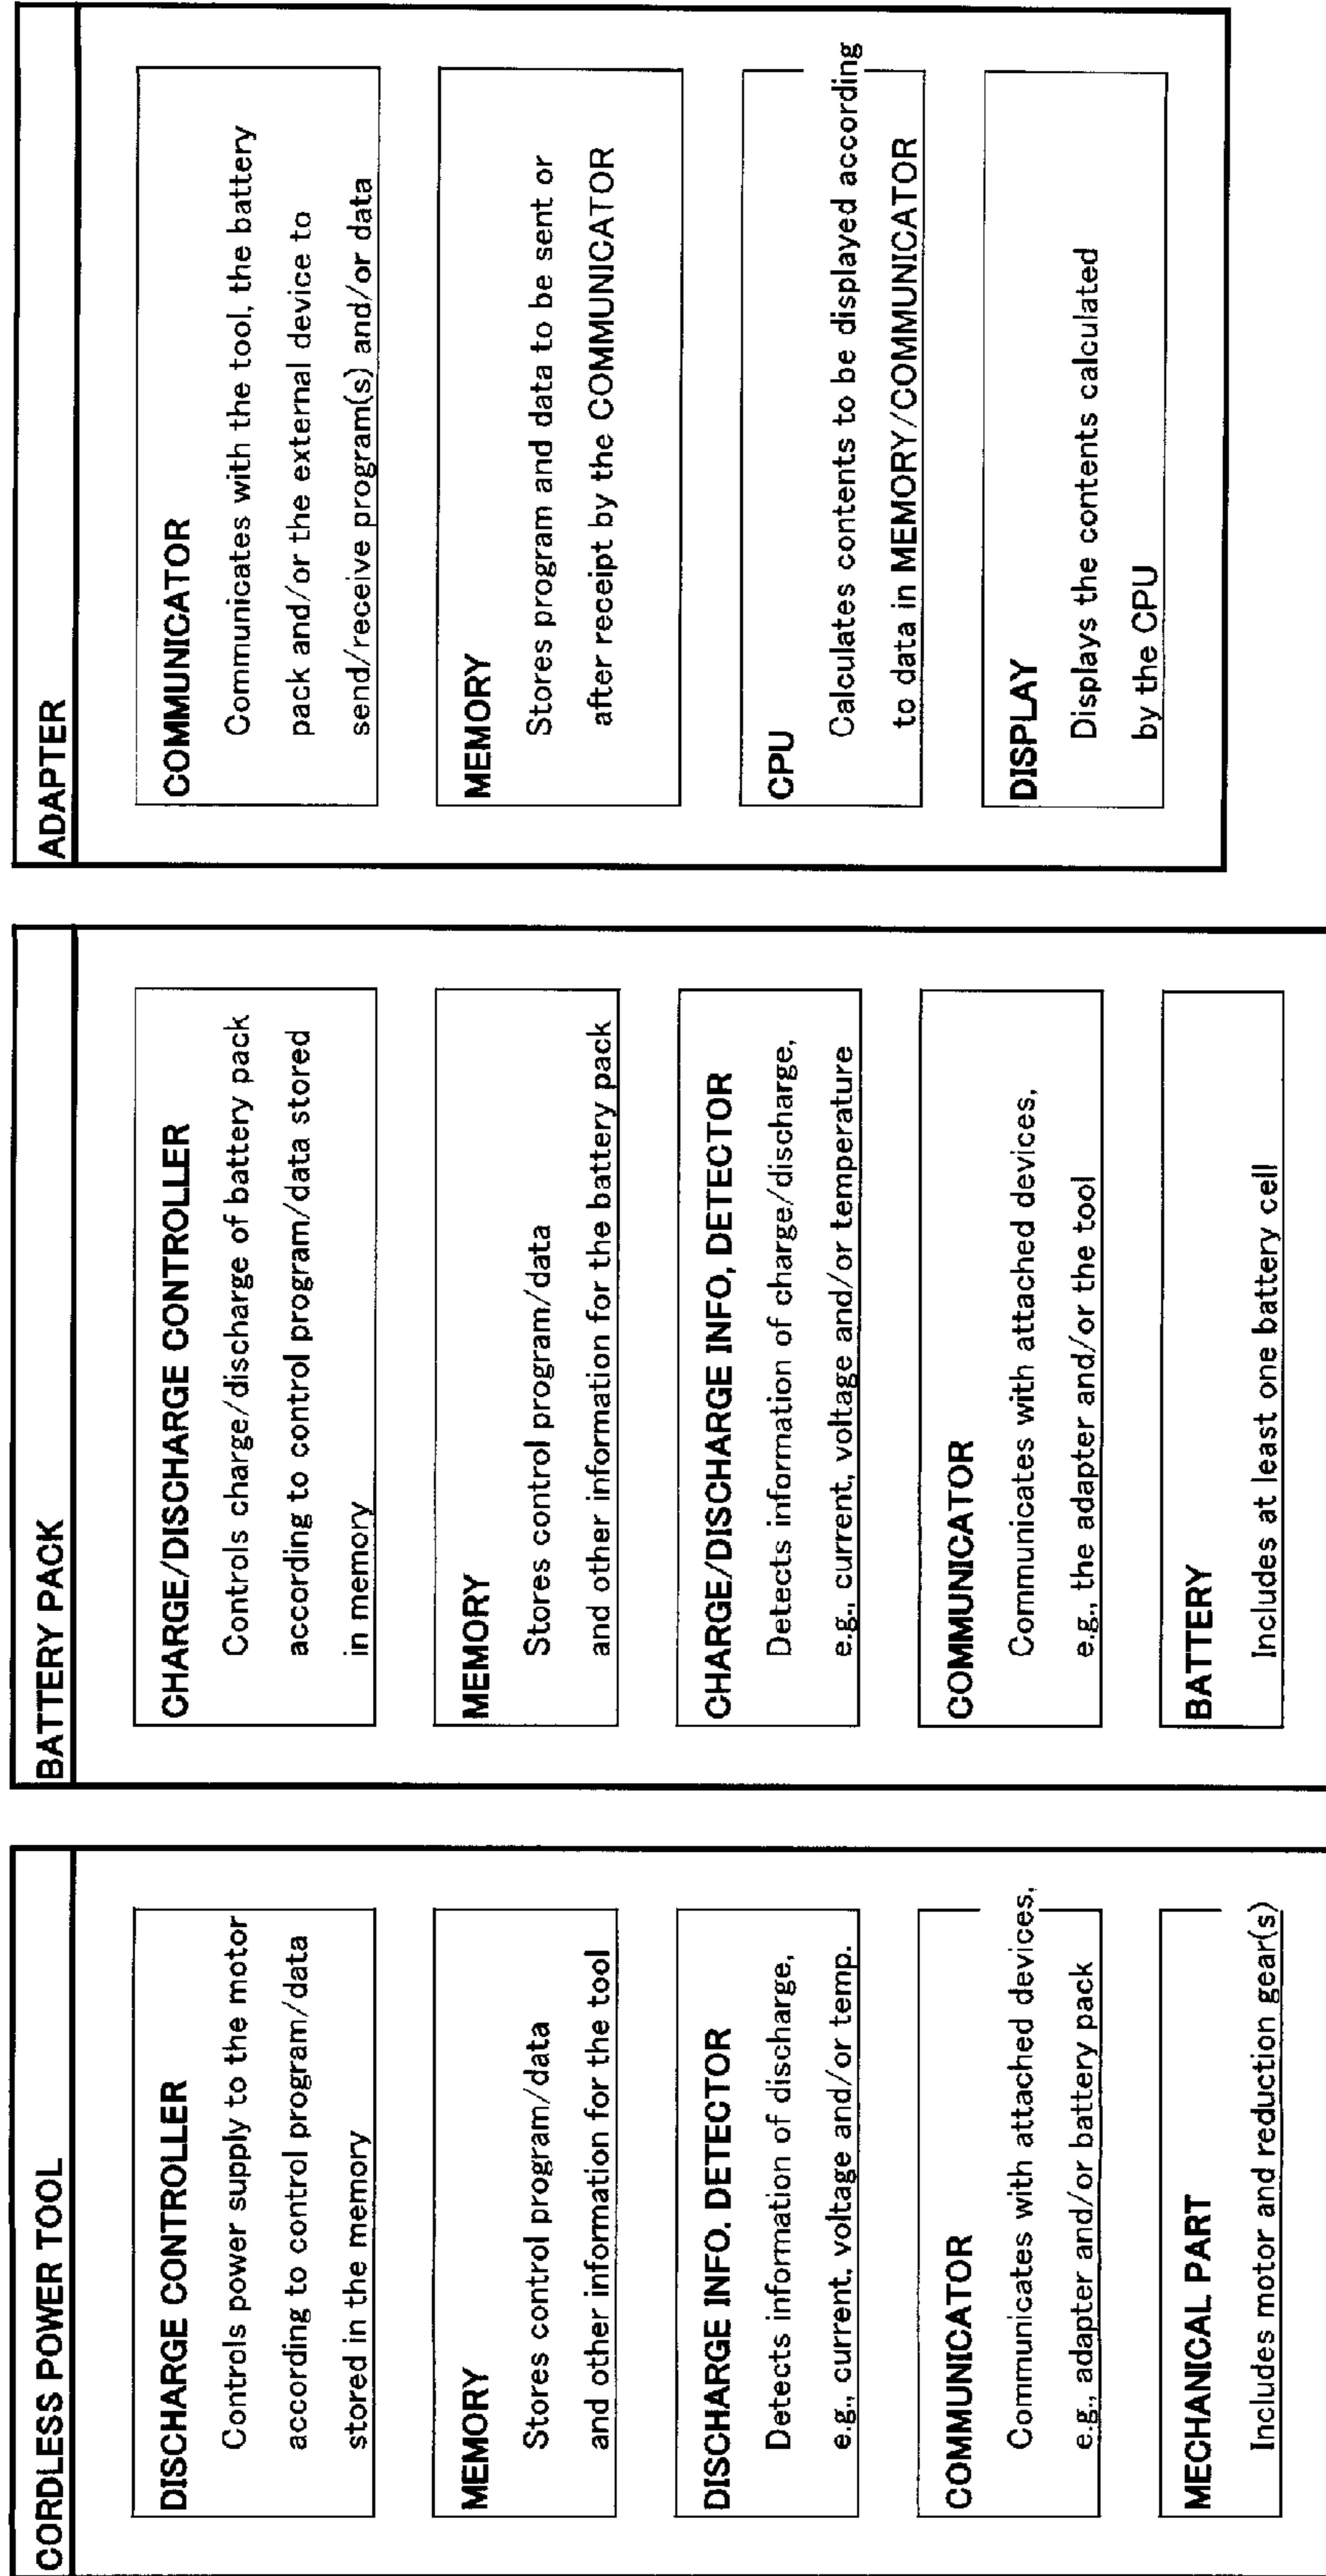 CORDLESS POWER TOOL
DISCHARGE CONTROLLER
Controls power supply to the motor
according to control program/data
stored in the memory
MEMORY
Stores control program/data
and other information for the tool
DISCHARGE INFO. DETECTOR
Detects information of discharge,
e.g., current, voltage and/or temp.
COMMUNICATOR
Communicates with attached devices,
e.g., adapter and/or battery pack
MECHANICAL PART
Includes motor and reduction gear(s)
BATTERY PACK
CHARGE/DISCHARGE CONTROLLER
Controls charge/discharge of battery pack
according to control program/data stored
in memory
MEMORY
Stores control program/data
and other information for the battery pack
CHARGE/DISCHARGE INFO, DETECTOR
Detects information of charge/discharge,
e.g., current, voltage and/or temperature
COMMUNICATOR
Communicates with attached devices,
e.g., the adapter and/or the tool
BATTERY
Includes at least one battery cell
ADAPTER
COMMUNICATOR
Communicates with the tool, the battery
pack and/or the external device to
send/receive program(s) and/or data
MEMORY
Stores program and data to be sent or
after receipt by the COMMUNICATOR
CPU
Calculates contents to be displayed according
to data in MEMORY/COMMUNICATOR
DISPLAY
Displays the contents calculated
by the CPU